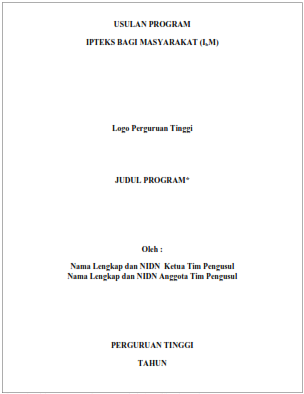 USULAN PROGRAM
IPTEKS BAGI MASYARAKAT (IbM)
Logo Perguruan Tinggi
JUDUL PROGRAM*
Oleh :
Nama Lengkap dan NIDN Ketua Tim Pengusul
Nama Lengkap dan NIDN Anggota Tim Pengusul
PERGURUAN TINGGI
TAHUN